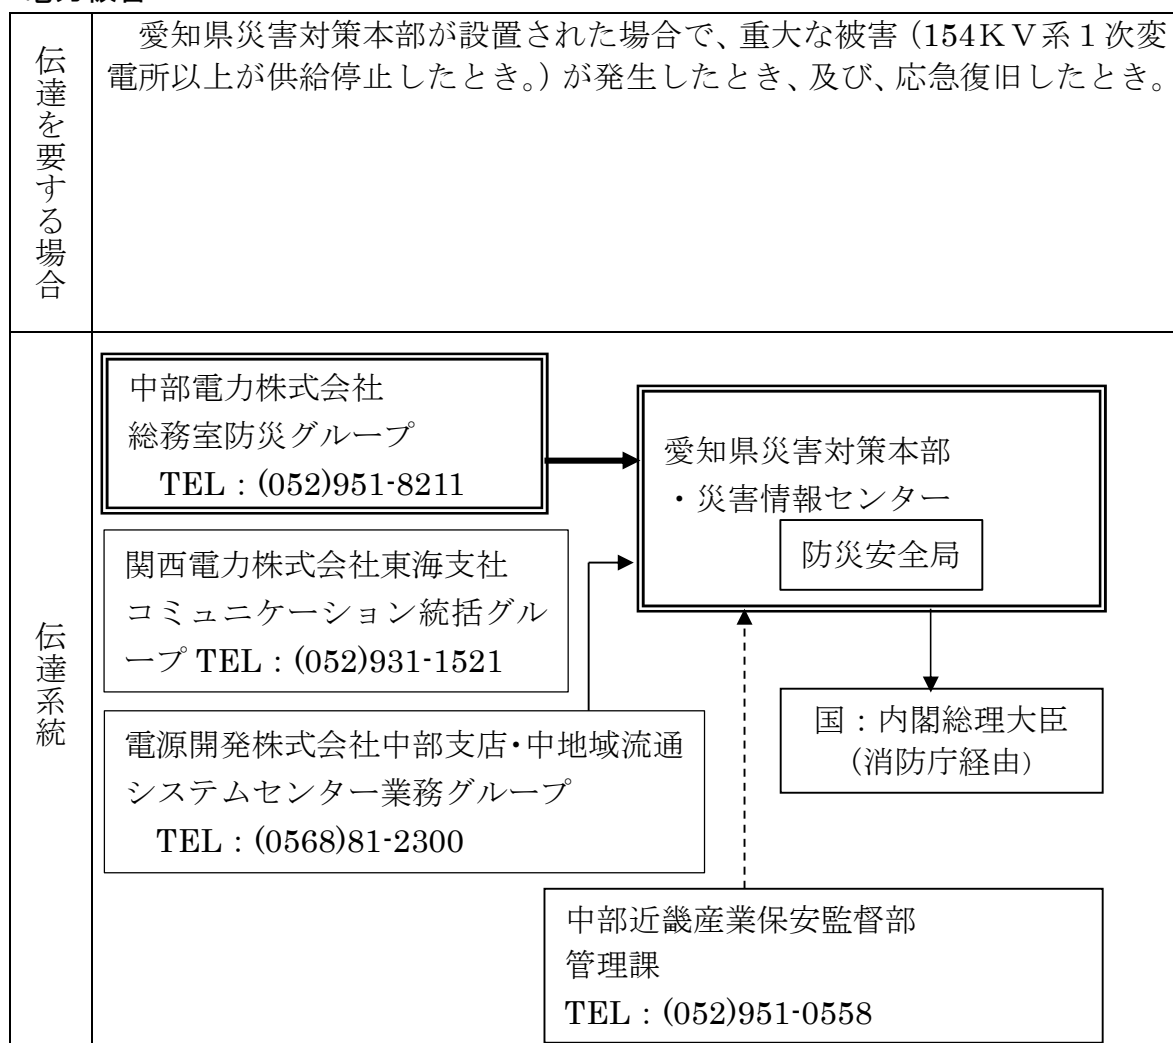 伝達を要する場合
愛知県災害対策本部が設置された場合で、重大な被害（154KV系1次変
電所以上が供給停止したとき。）が発生したとき、及び、応急復旧したとき。
伝達系統
中部電力株式会社
総務室防災グループ
TEL：(052)951-8211
関西電力株式会社東海支社
コミュニケーション統括グル
ープ TEL：(052)931-1521
電源開発株式会社中部支店・中地域流通
システムセンター業務グループ
TEL：(0568)81-2300
愛知県災害対策本部
・災害情報センター
防災安全局
国：内閣総理大臣
（消防庁経由）
中部近畿産業保安監督部
管理課
TEL：(052)951-0558